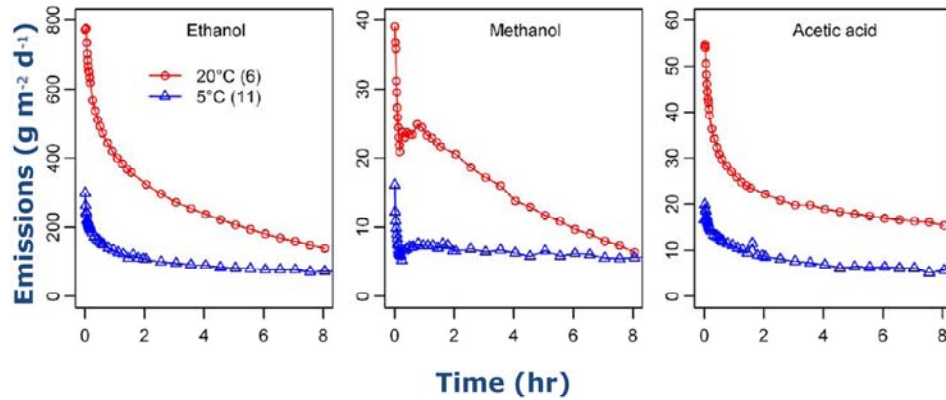 Emissions (g m⁻² d⁻¹)
Ethanol
20°C (6)
5°C (11)
0
200
400
600
800
0 2 4 6 8
Methanol
0
10
20
30
40
0 2 4 6 8
Acetic acid
0
10
20
30
40
50
60
0 2 4 6 8
Time (hr)